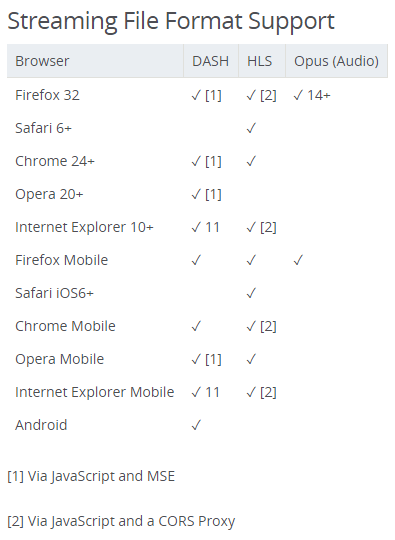 Streaming File Format Support
Browser DASH HLS Opus (Audio)
Firefox 32 ✓ [1] ✓ [2] ✓ 14+
Safari 6+ ✓
Chrome 24+ ✓ [1] ✓
Opera 20+ ✓ [1]
Internet Explorer 10+ ✓ 11 ✓ [2]
Firefox Mobile ✓ ✓ ✓
Safari iOS6+ ✓
Chrome Mobile ✓ ✓ [2]
Opera Mobile ✓ [1] ✓
Internet Explorer Mobile ✓ 11 ✓ [2]
Android ✓
[1] Via JavaScript and MSE
[2] Via JavaScript and a CORS Proxy